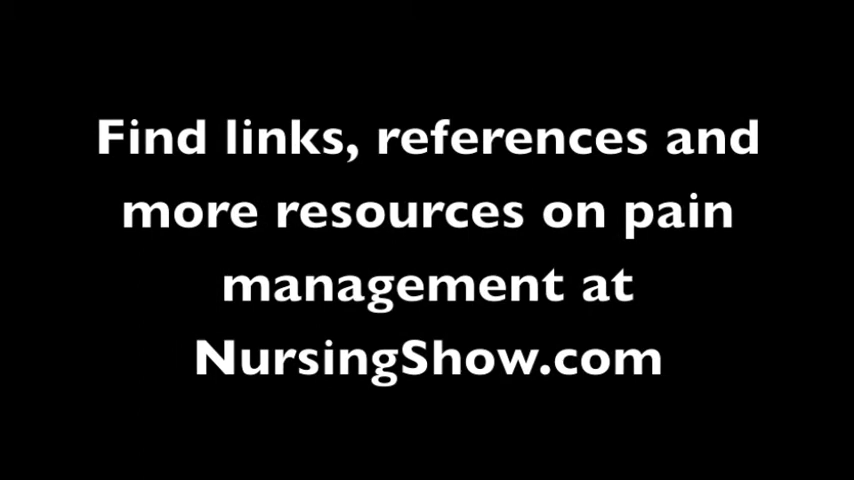 Find links, references and
more resources on pain
management at
NursingShow.com